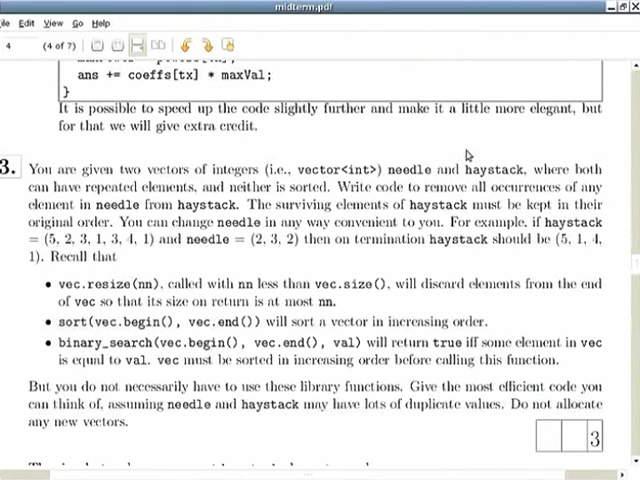 midterm.pdf
File Edit View Go Help
4 (4 of 7)
ans += coeffs[tx] * maxVal;
}
It is possible to speed up the code slightly further and make it a little more elegant, but
for that we will give extra credit.
3. You are given two vectors of integers (i.e., vector<int>) needle and haystack, where both
can have repeated elements, and neither is sorted. Write code to remove all occurrences of any
element in needle from haystack. The surviving elements of haystack must be kept in their
original order. You can change needle in any way convenient to you. For example, if haystack
= (5, 2, 3, 1, 3, 4, 1) and needle = (2, 3, 2) then on termination haystack should be (5, 1, 4,
1). Recall that
• vec.resize(nn), called with nn less than vec.size(), will discard elements from the end
of vec so that its size on return is at most nn.
• sort(vec.begin(), vec.end()) will sort a vector in increasing order.
• binary_search(vec.begin(), vec.end(), val) will return true iff some element in vec
is equal to val. vec must be sorted in increasing order before calling this function.
But you do not necessarily have to use these library functions. Give the most efficient code you
can think of, assuming needle and haystack may have lots of duplicate values. Do not allocate
any new vectors.
3